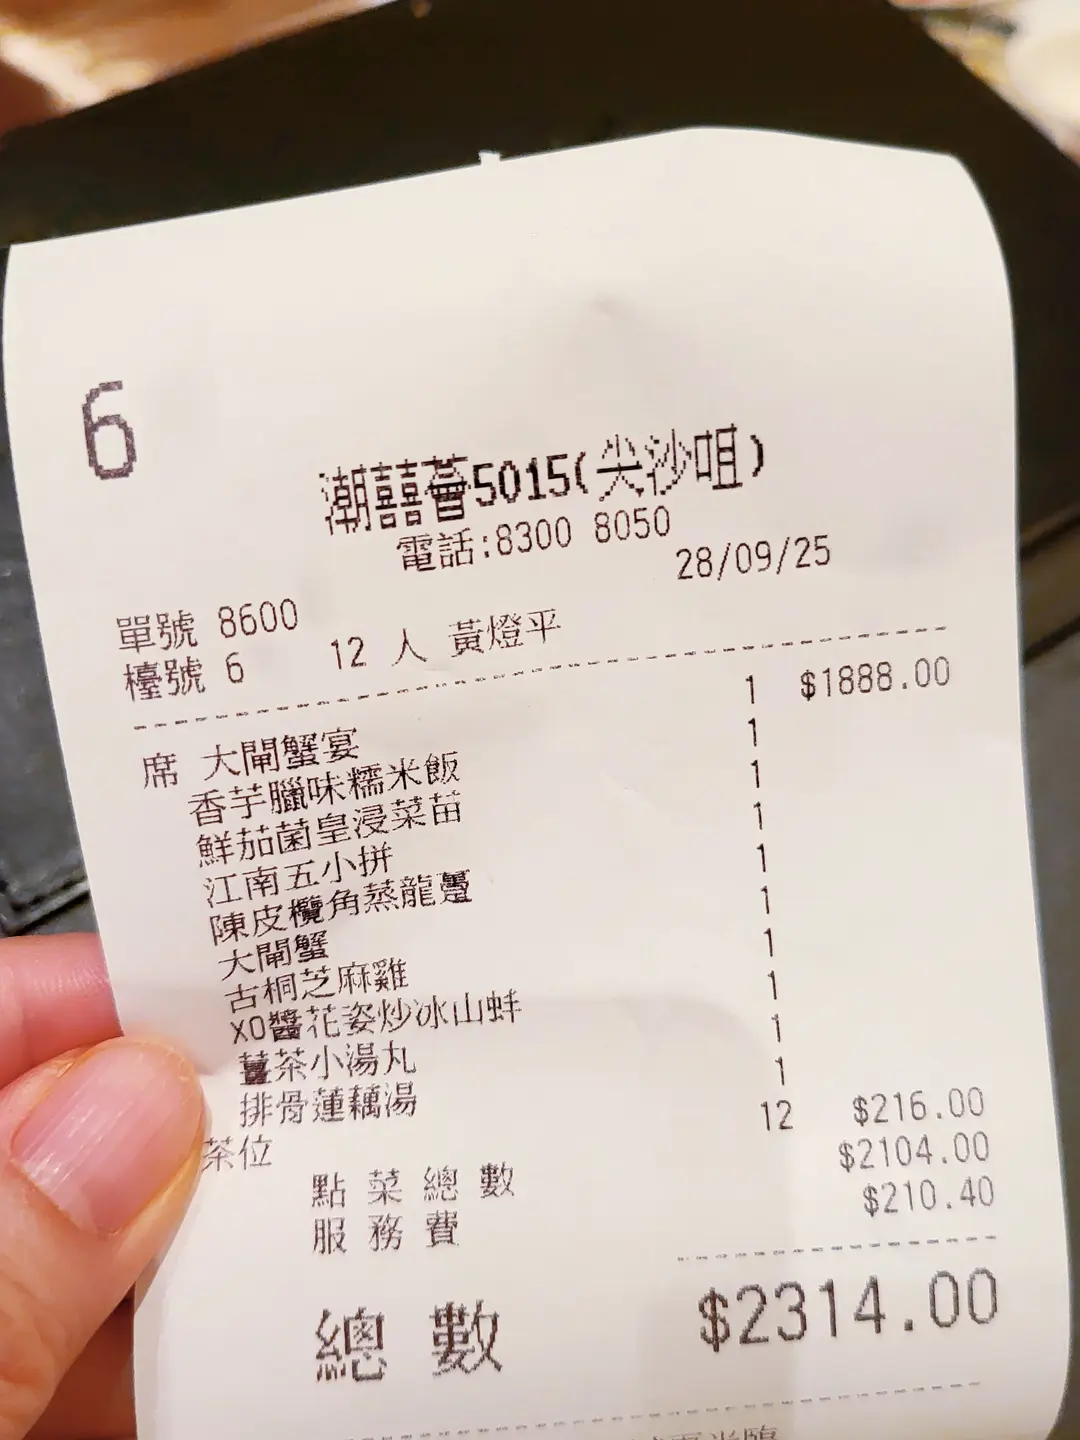 6
潮囍薈5015(尖沙咀)
電話:8300 8050
28/09/25
單號 8600
檯號 6 12 人 黃燈平
席 大閘蟹宴 1 $1888.00
香芋臘味糯米飯 1
鮮茄菌皇浸菜苗 1
江南五小拼 1
陳皮欖角蒸龍躉 1
大閘蟹 1
古桐芝麻雞 1
XO醬花姿炒冰山蚌 1
薑茶小湯丸 1
排骨蓮藕湯 1
茶位 12 $216.00
點菜總數 $2104.00
服務費 $210.40
總數 $2314.00